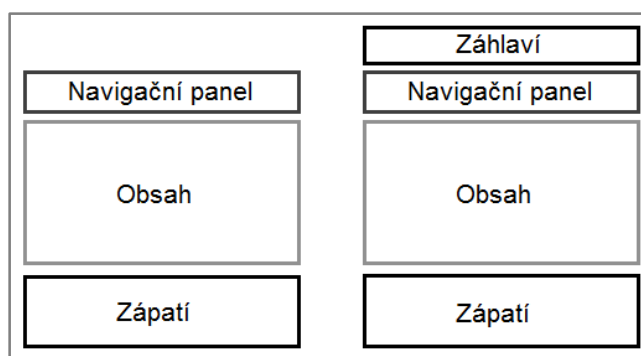 Záhlaví
Navigační panel
Navigační panel
Obsah
Obsah
Zápatí
Zápatí